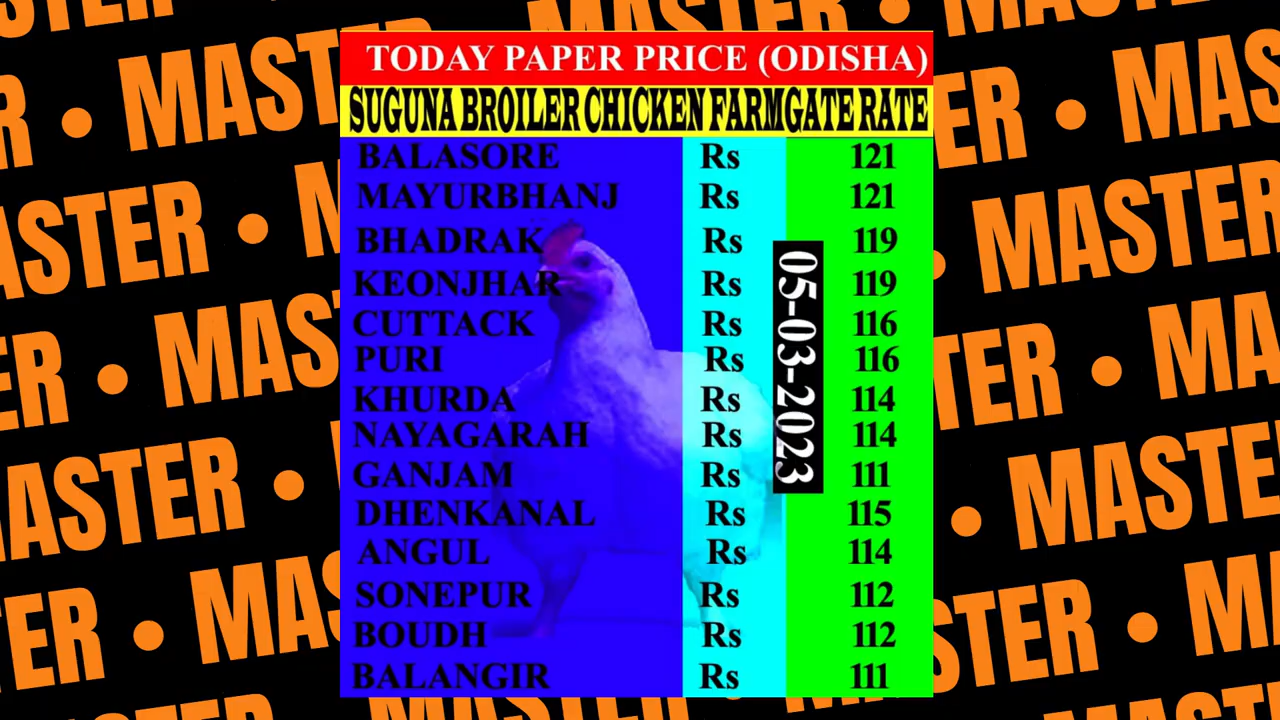 TODAY PAPER PRICE (ODISHA)
SUGUNA BROILER CHICKEN FARMGATE RATE
BALASORE Rs 121
MAYURBHANJ Rs 121
BHADRAK Rs 119
KEONJHAR Rs 119
CUTTACK Rs 116
PURI Rs 116
KHURDA Rs 114
NAYAGARAH Rs 114
GANJAM Rs 111
DHENKANAL Rs 115
ANGUL Rs 114
SONEPUR Rs 112
BOUDH Rs 112
BALANGIR Rs 111
05-03-2023
MASTER • MASTER • MASTER